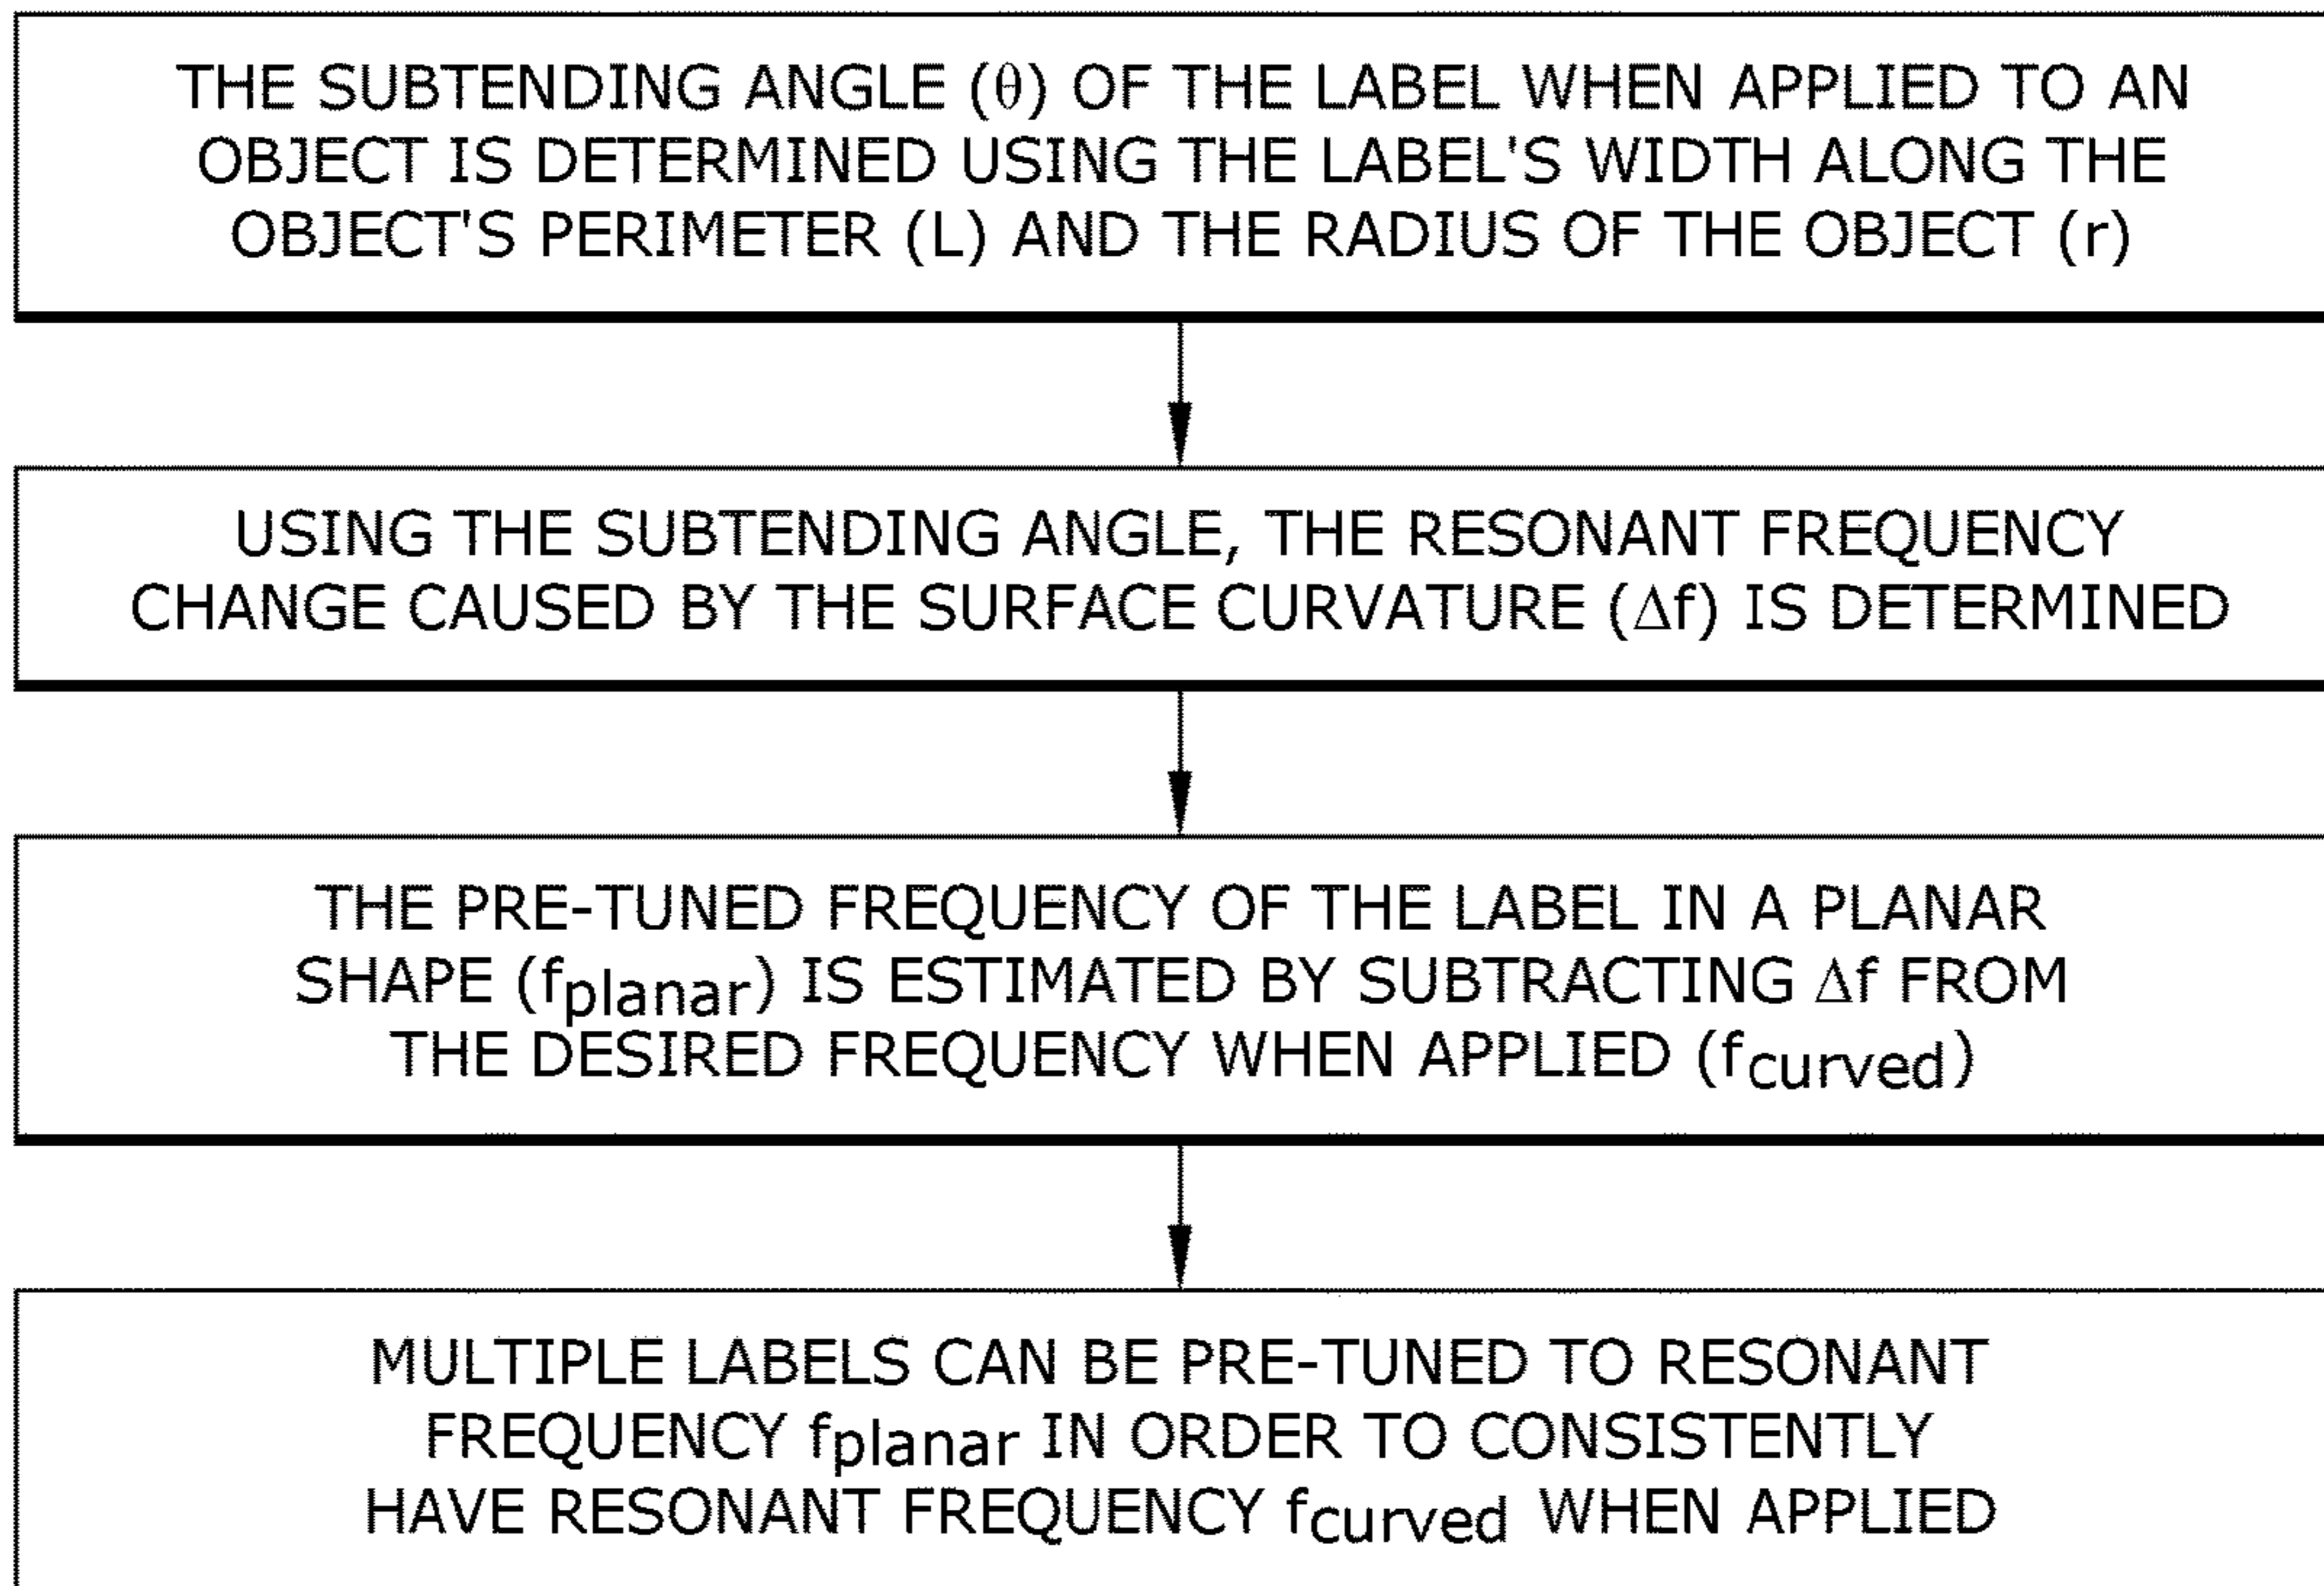 THE SUBTENDING ANGLE (θ) OF THE LABEL WHEN APPLIED TO AN
OBJECT IS DETERMINED USING THE LABEL'S WIDTH ALONG THE
OBJECT'S PERIMETER (L) AND THE RADIUS OF THE OBJECT (r)
USING THE SUBTENDING ANGLE, THE RESONANT FREQUENCY
CHANGE CAUSED BY THE SURFACE CURVATURE (Δf) IS DETERMINED
THE PRE-TUNED FREQUENCY OF THE LABEL IN A PLANAR
SHAPE (fplanar) IS ESTIMATED BY SUBTRACTING Δf FROM
THE DESIRED FREQUENCY WHEN APPLIED (fcurved)
MULTIPLE LABELS CAN BE PRE-TUNED TO RESONANT
FREQUENCY fplanar IN ORDER TO CONSISTENTLY
HAVE RESONANT FREQUENCY fcurved WHEN APPLIED